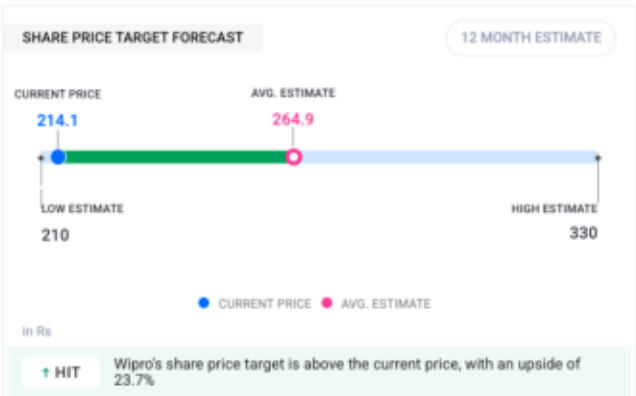 SHARE PRICE TARGET FORECAST
12 MONTH ESTIMATE
CURRENT PRICE
AVG. ESTIMATE
214.1
264.9
LOW ESTIMATE
HIGH ESTIMATE
210
330
CURRENT PRICE
AVG. ESTIMATE
in Rs
↑ HIT
Wipro's share price target is above the current price, with an upside of
23.7%